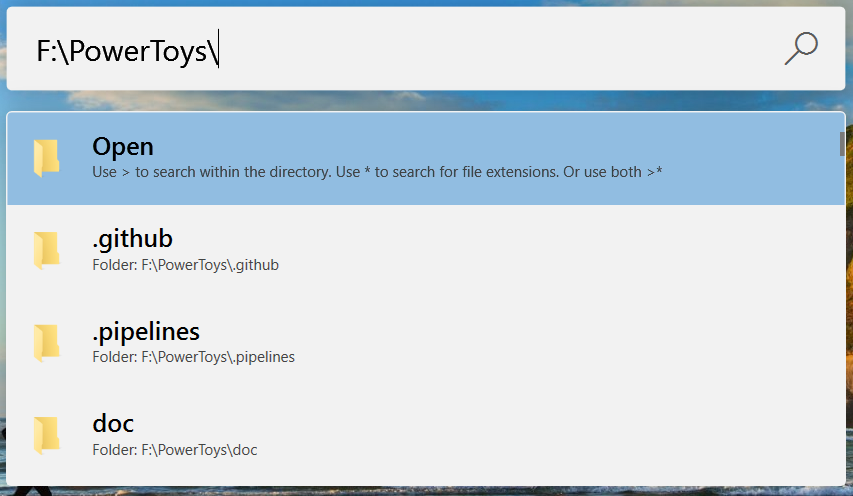 F:\PowerToys\
Open
Use > to search within the directory. Use * to search for file extensions. Or use both >*
.github
Folder: F:\PowerToys\.github
.pipelines
Folder: F:\PowerToys\.pipelines
doc
Folder: F:\PowerToys\doc